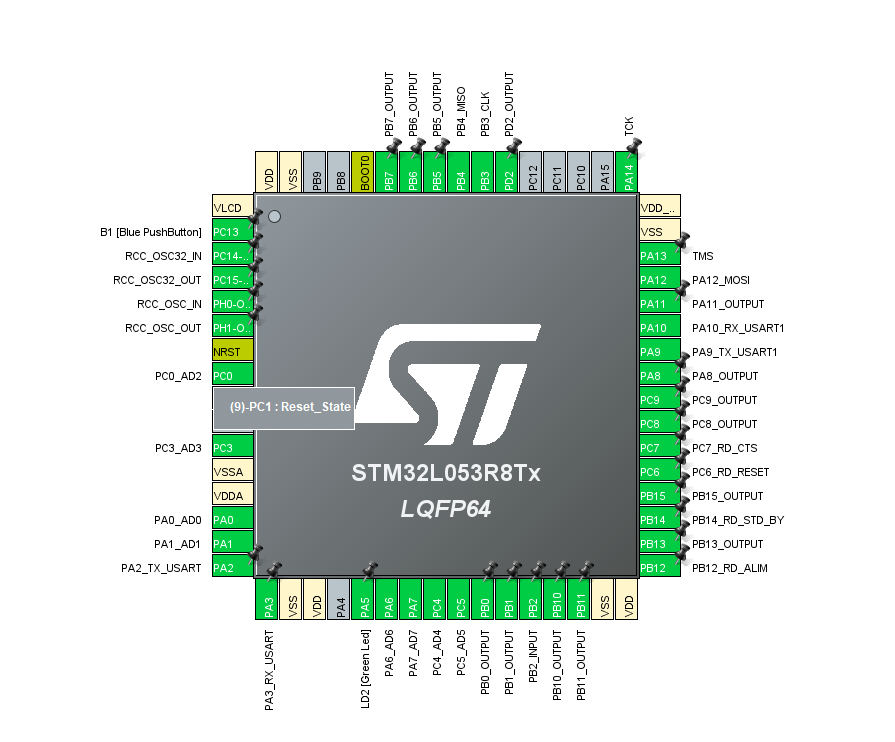 PB7_OUTPUT
PB6_OUTPUT
PB5_OUTPUT
PB4_MISO
PB3_CLK
PD2_OUTPUT
TCK
VDD
VSS
PB9
PB8
BOOT0
PB7
PB6
PB5
PB4
PB3
PD2
PC12
PC11
PC10
PA15
PA14
VLCD
B1 [Blue PushButton] PC13
RCC_OSC32_IN PC14-..
RCC_OSC32_OUT PC15-..
RCC_OSC_IN PH0-O..
RCC_OSC_OUT PH1-O..
NRST
PC0_AD2 PC0
(9)-PC1 : Reset_State
PC3_AD3 PC3
VSSA
VDDA
PA0_AD0 PA0
PA1_AD1 PA1
PA2_TX_USART PA2
STM32L053R8Tx
LQFP64
VDD_..
VSS
PA13 TMS
PA12 PA12_MOSI
PA11 PA11_OUTPUT
PA10 PA10_RX_USART1
PA9 PA9_TX_USART1
PA8 PA8_OUTPUT
PC9 PC9_OUTPUT
PC8 PC8_OUTPUT
PC7 PC7_RD_CTS
PC6 PC6_RD_RESET
PB15 PB15_OUTPUT
PB14 PB14_RD_STD_BY
PB13 PB13_OUTPUT
PB12 PB12_RD_ALIM
PA3
VSS
VDD
PA4
PA5
PA6
PA7
PC4
PC5
PB0
PB1
PB2
PB10
PB11
VSS
VDD
PA3_RX_USART
LD2 [Green Led]
PA6_AD6
PA7_AD7
PC4_AD4
PC5_AD5
PB0_OUTPUT
PB1_OUTPUT
PB2_INPUT
PB10_OUTPUT
PB11_OUTPUT